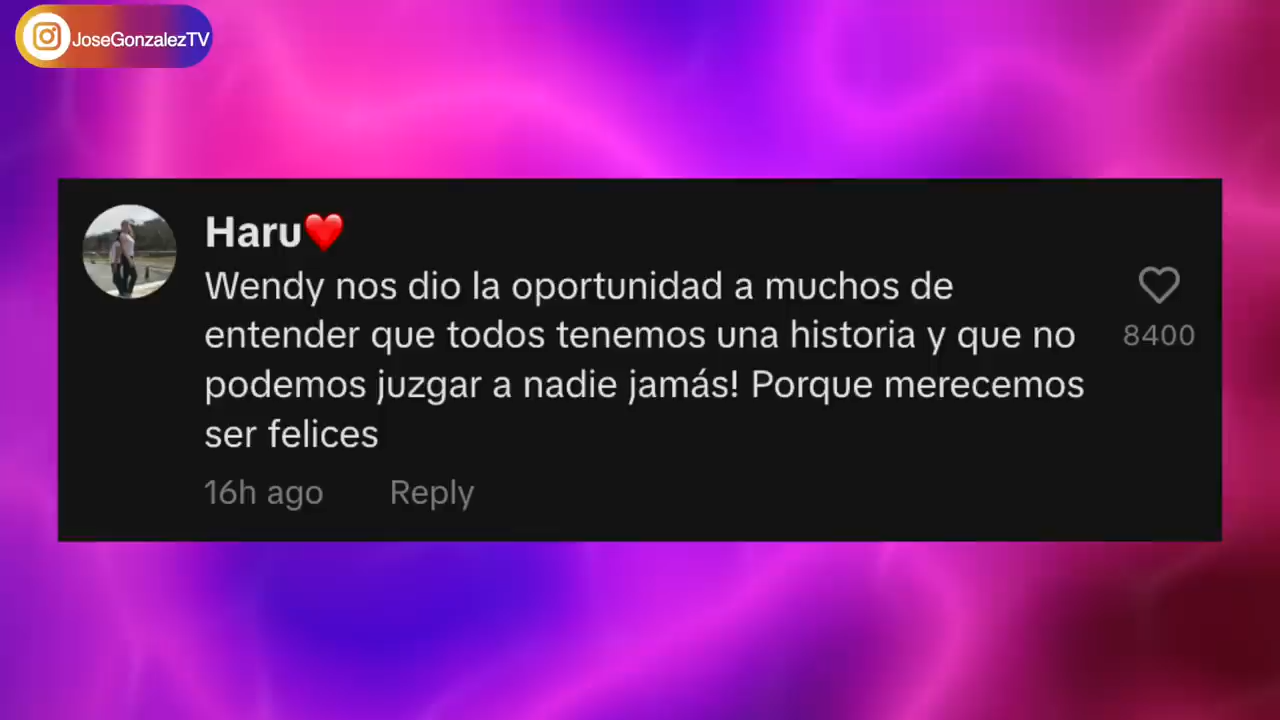 JoseGonzalezTV
Haru❤️
Wendy nos dio la oportunidad a muchos de
entender que todos tenemos una historia y que no
podemos juzgar a nadie jamás! Porque merecemos
ser felices
8400
16h ago Reply